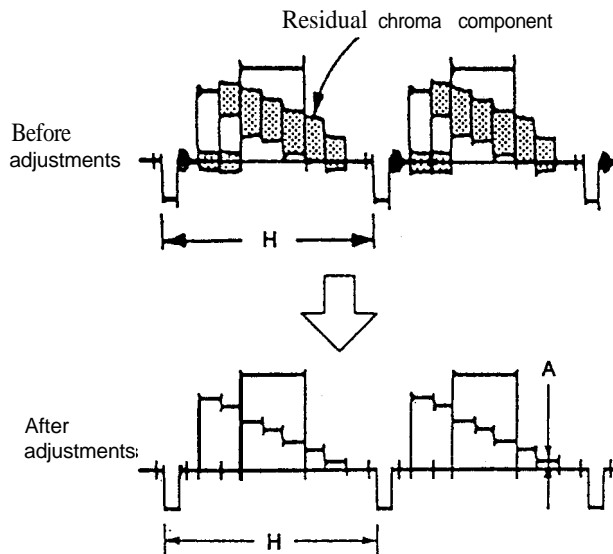 Residual chroma component
Before
adjustments
H
A
After
adjustments:
H